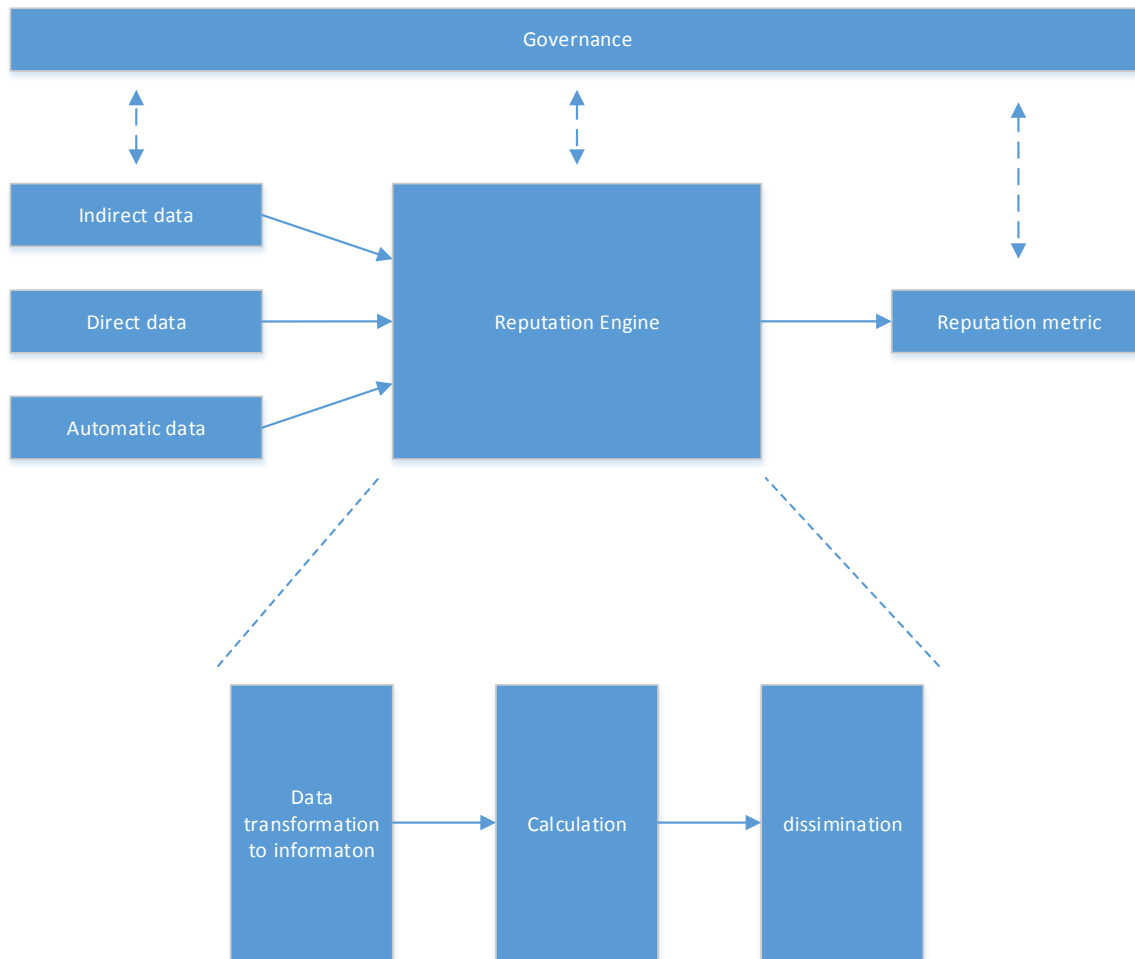 Governance
Indirect data
Direct data
Reputation Engine
Reputation metric
Automatic data
Data
transformation
to informaton
Calculation
dissimination